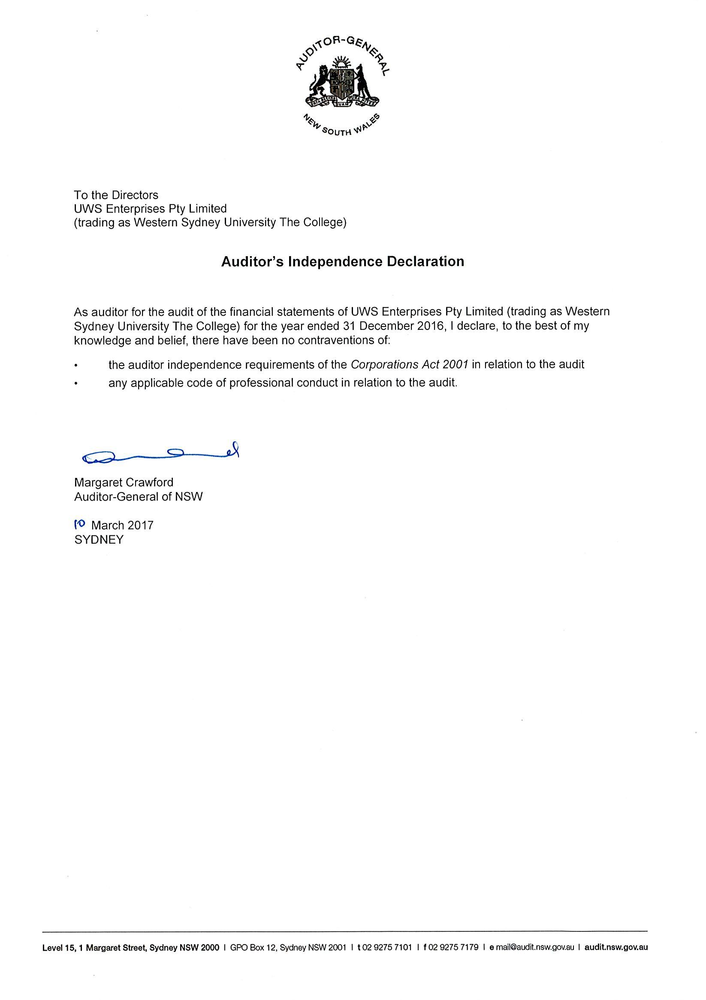 AUDITOR-GENERAL
NEW SOUTH WALES
To the Directors
UWS Enterprises Pty Limited
(trading as Western Sydney University The College)
Auditor's Independence Declaration
As auditor for the audit of the financial statements of UWS Enterprises Pty Limited (trading as Western
Sydney University The College) for the year ended 31 December 2016, I declare, to the best of my
knowledge and belief, there have been no contraventions of:
• the auditor independence requirements of the Corporations Act 2001 in relation to the audit
• any applicable code of professional conduct in relation to the audit.
Margaret Crawford
Auditor-General of NSW
10 March 2017
SYDNEY
Level 15, 1 Margaret Street, Sydney NSW 2000 | GPO Box 12, Sydney NSW 2001 | t 02 9275 7101 | f 02 9275 7179 | e mail@audit.nsw.gov.au | audit.nsw.gov.au